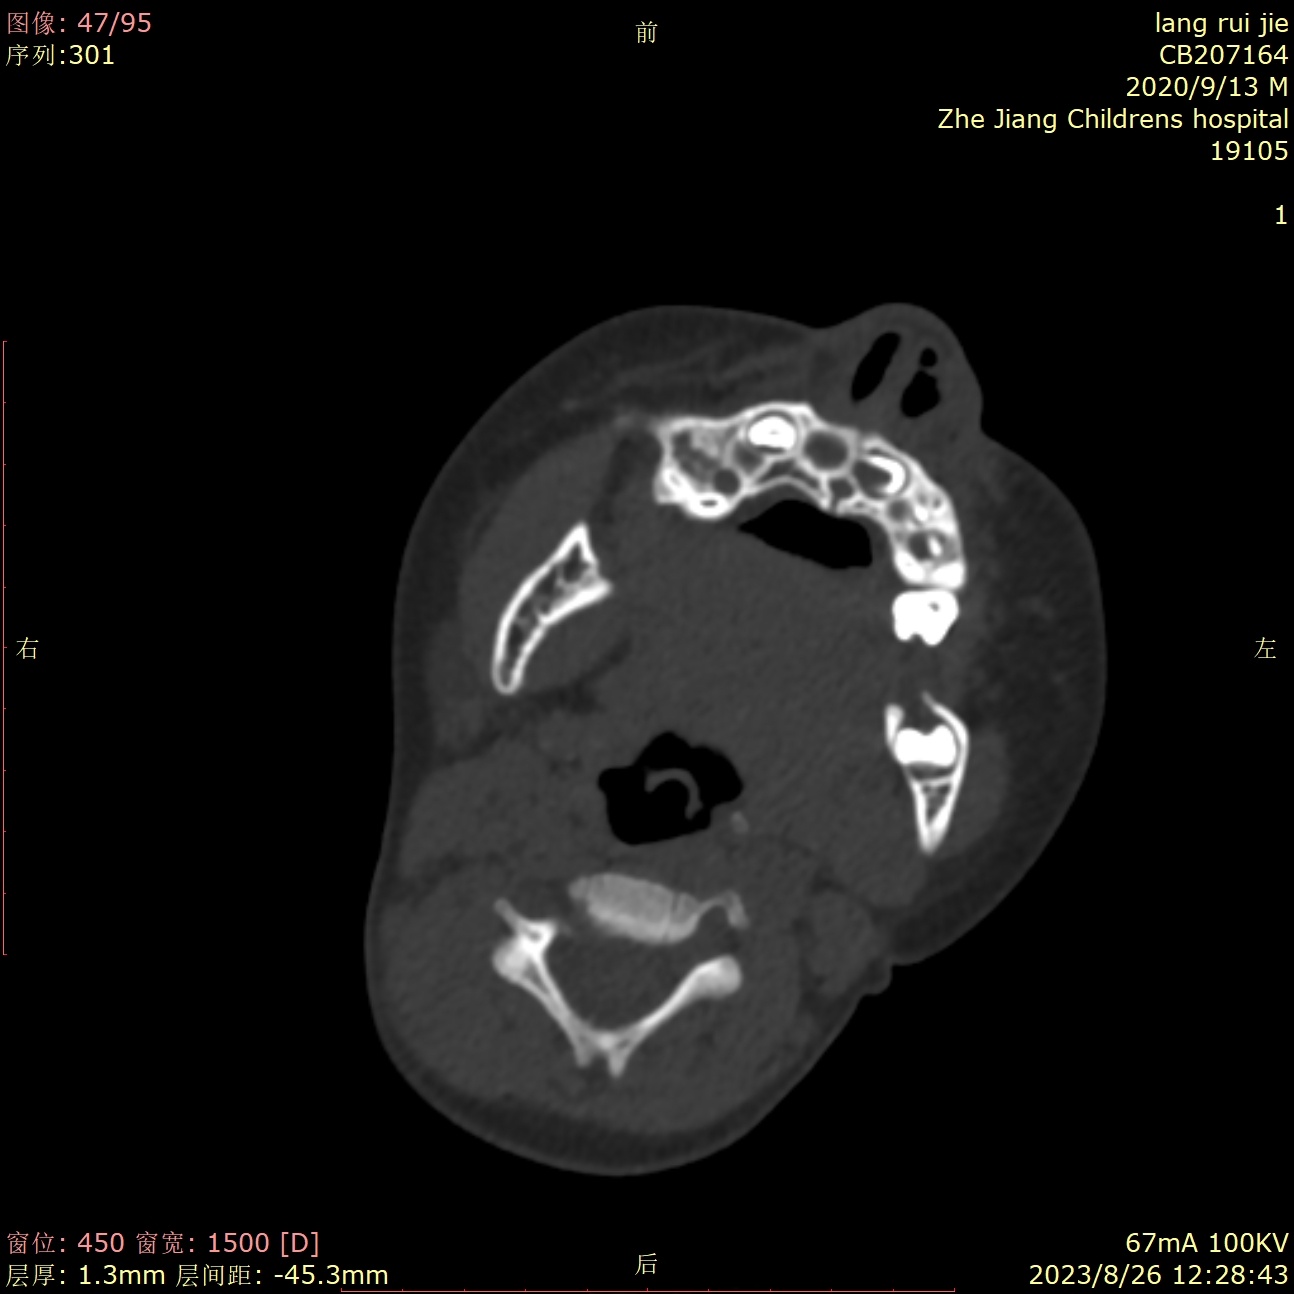 图像: 47/95
序列:301
前
lang rui jie
CB207164
2020/9/13 M
Zhe Jiang Childrens hospital
19105
1
右
左
窗位: 450 窗宽: 1500 [D]
层厚: 1.3mm 层间距: -45.3mm
后
67mA 100KV
2023/8/26 12:28:43